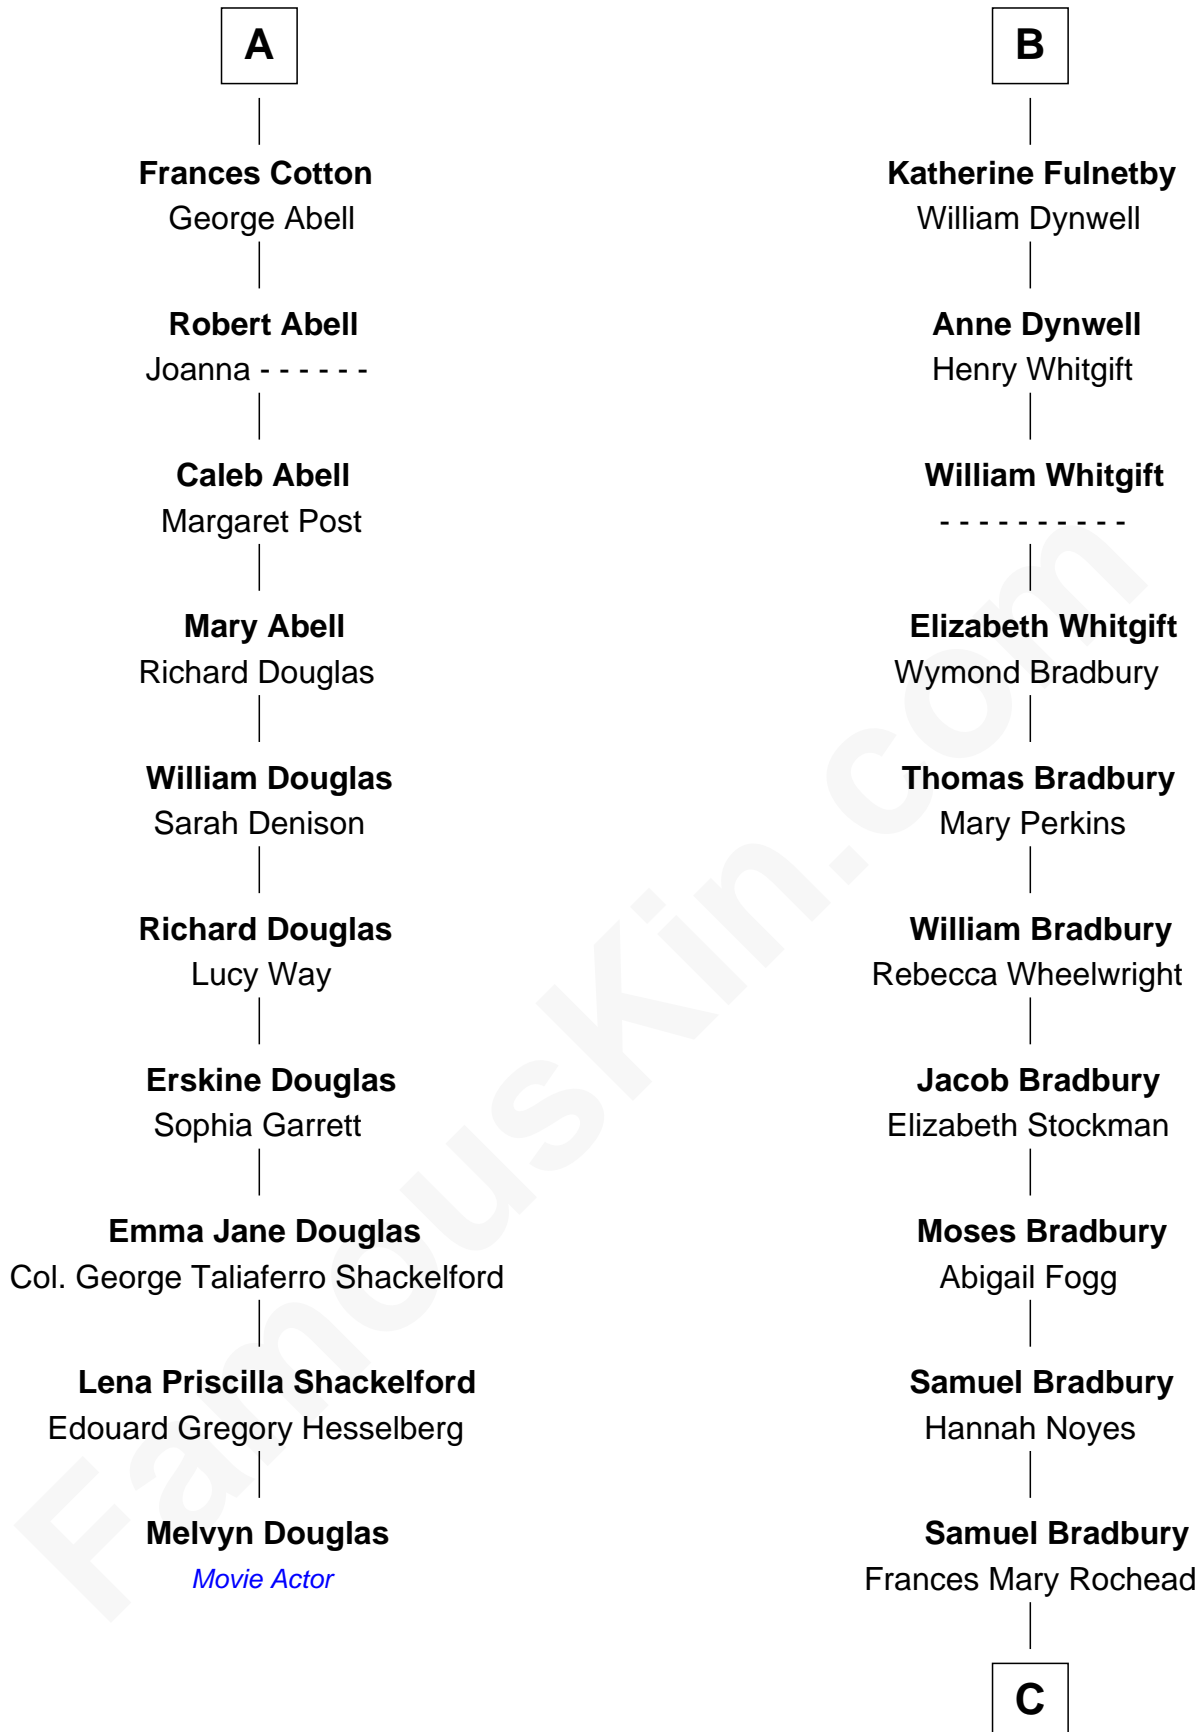 A
Frances Cotton
George Abell
Robert Abell
Joanna - - - - - -
Caleb Abell
Margaret Post
Mary Abell
Richard Douglas
William Douglas
Sarah Denison
Richard Douglas
Lucy Way
Erskine Douglas
Sophia Garrett
Emma Jane Douglas
Col. George Taliaferro Shackelford
Lena Priscilla Shackelford
Edouard Gregory Hesselberg
Melvyn Douglas
Movie Actor
B
Katherine Fulnetby
William Dynwell
Anne Dynwell
Henry Whitgift
William Whitgift
- - - - - - - - - -
Elizabeth Whitgift
Wymond Bradbury
Thomas Bradbury
Mary Perkins
William Bradbury
Rebecca Wheelwright
Jacob Bradbury
Elizabeth Stockman
Moses Bradbury
Abigail Fogg
Samuel Bradbury
Hannah Noyes
Samuel Bradbury
Frances Mary Rochead
C
FamousKin.com